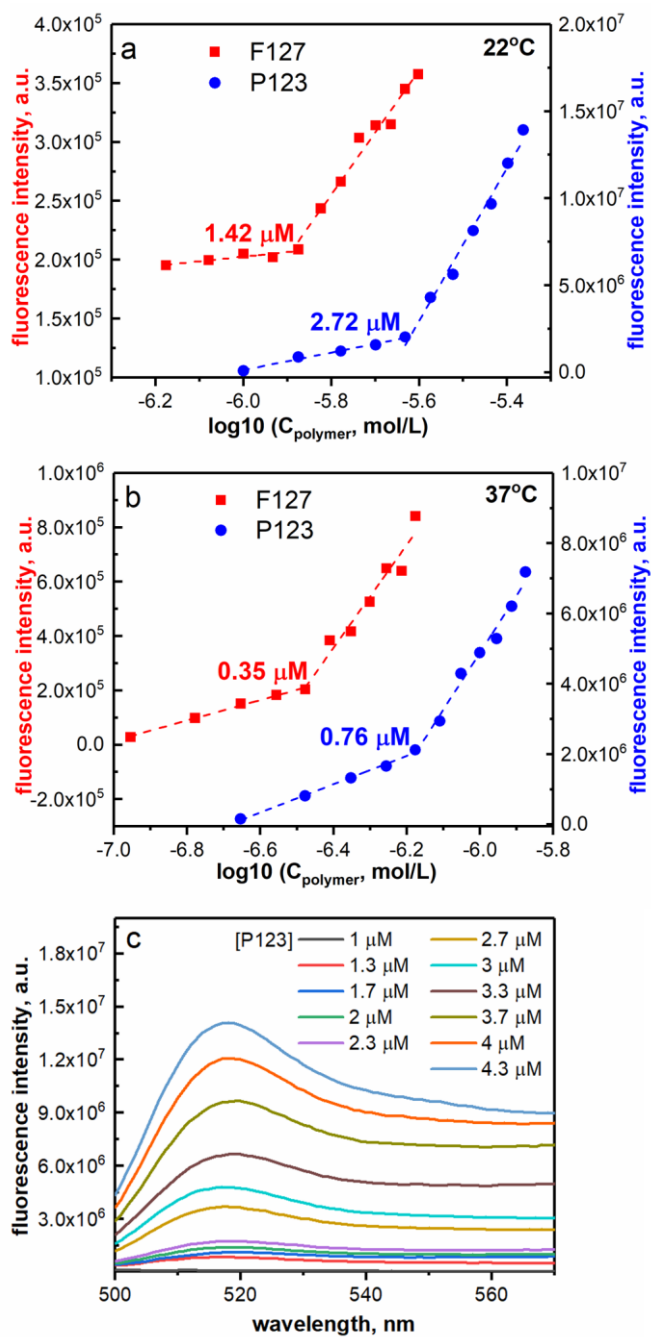 a
F127
P123
22°C
4.0x10⁵
3.5x10⁵
3.0x10⁵
2.5x10⁵
2.0x10⁵
1.5x10⁵
1.0x10⁵
fluorescence intensity, a.u.
1.42 μM
2.72 μM
2.0x10⁷
1.5x10⁷
1.0x10⁷
5.0x10⁶
0.0
fluorescence intensity, a.u.
-6.2 -6.0 -5.8 -5.6 -5.4
log10 (Cpolymer, mol/L)
b
F127
P123
37°C
1.0x10⁶
8.0x10⁵
6.0x10⁵
4.0x10⁵
2.0x10⁵
0.0
-2.0x10⁵
fluorescence intensity, a.u.
0.35 μM
0.76 μM
1.0x10⁷
8.0x10⁶
6.0x10⁶
4.0x10⁶
2.0x10⁶
0.0
fluorescence intensity, a.u.
-7.0 -6.8 -6.6 -6.4 -6.2 -6.0 -5.8
log10 (Cpolymer, mol/L)
c
[P123]
1 μM
1.3 μM
1.7 μM
2 μM
2.3 μM
2.7 μM
3 μM
3.3 μM
3.7 μM
4 μM
4.3 μM
1.8x10⁷
1.5x10⁷
1.2x10⁷
9.0x10⁶
6.0x10⁶
3.0x10⁶
fluorescence intensity, a.u.
500 520 540 560
wavelength, nm